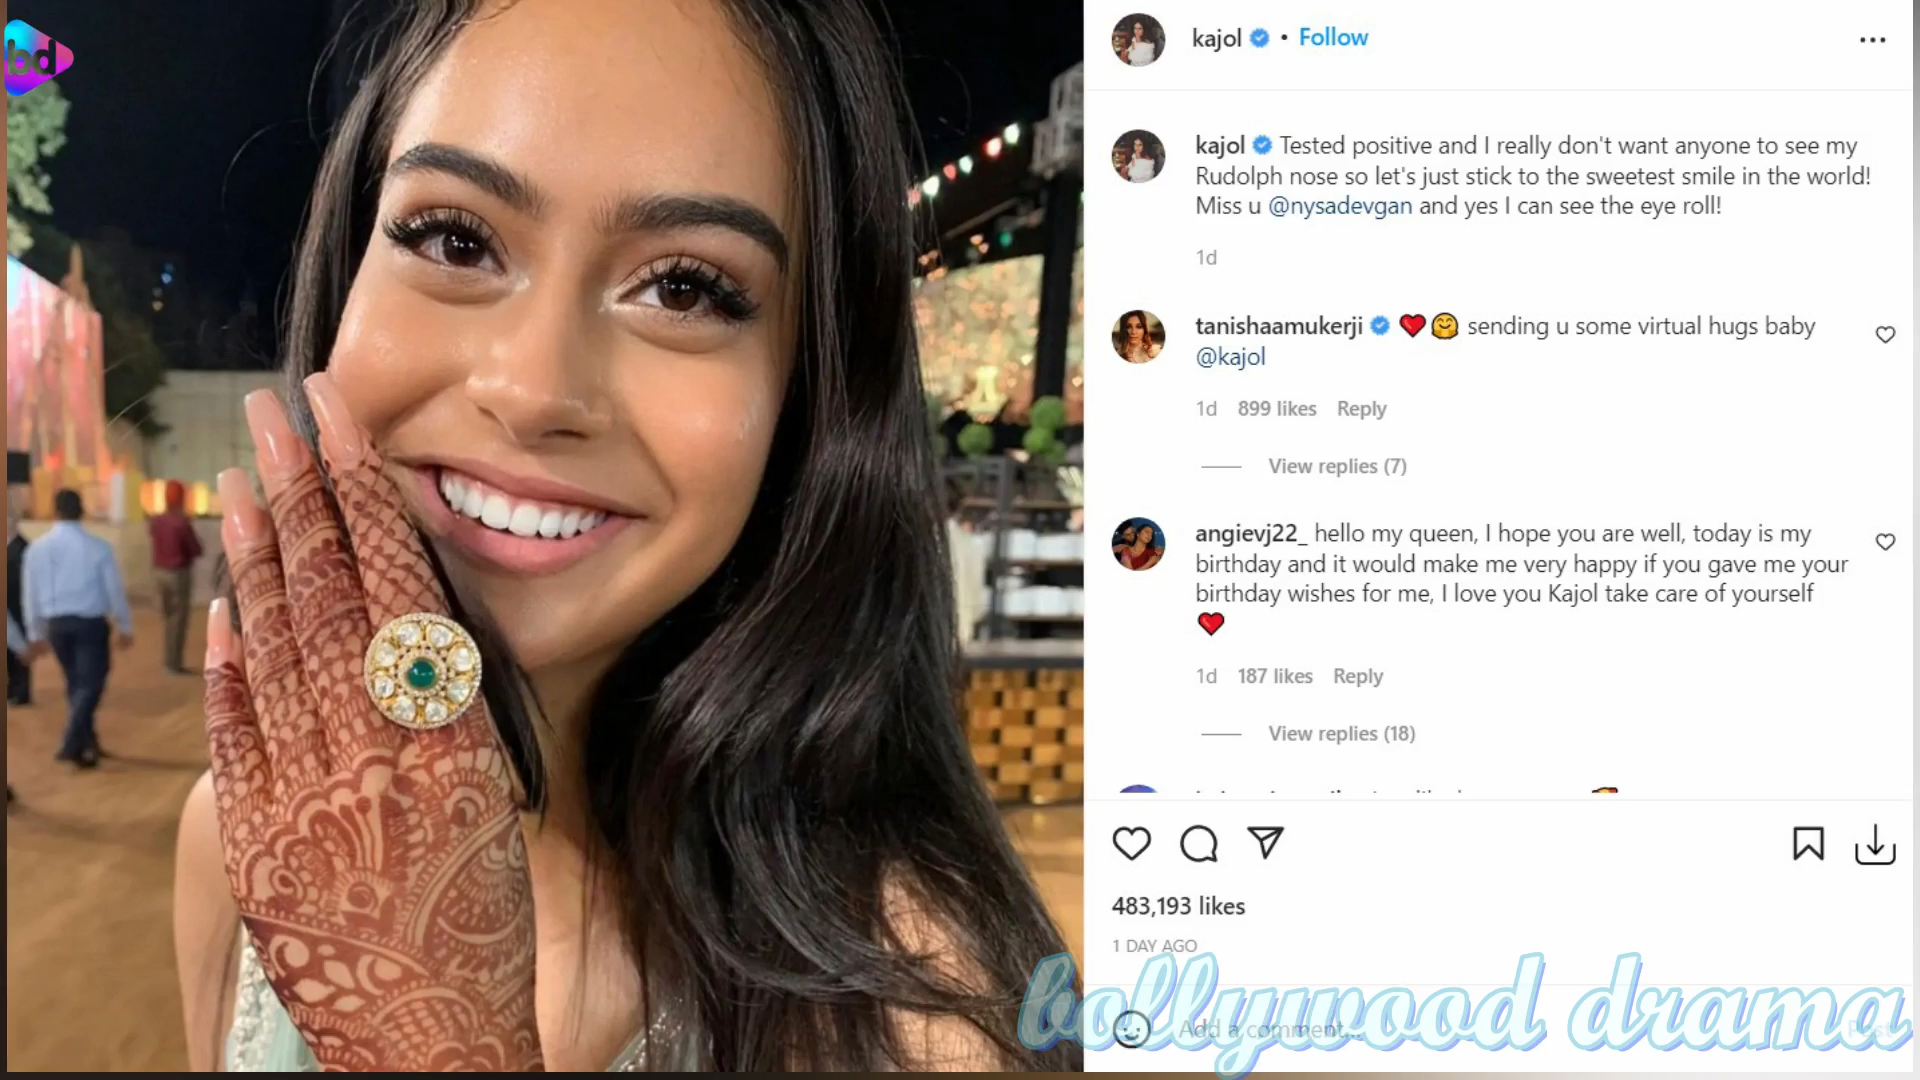 bd
kajol • Follow
kajol Tested positive and I really don't want anyone to see my
Rudolph nose so let's just stick to the sweetest smile in the world!
Miss u @nysadevgan and yes I can see the eye roll!
1d
tanishaamukerji ❤️🤗 sending u some virtual hugs baby
@kajol
1d 899 likes Reply
View replies (7)
angievj22_ hello my queen, I hope you are well, today is my
birthday and it would make me very happy if you gave me your
birthday wishes for me, I love you Kajol take care of yourself
❤️
1d 187 likes Reply
View replies (18)
483,193 likes
1 DAY AGO
bollywood drama
Add a comment...
Post